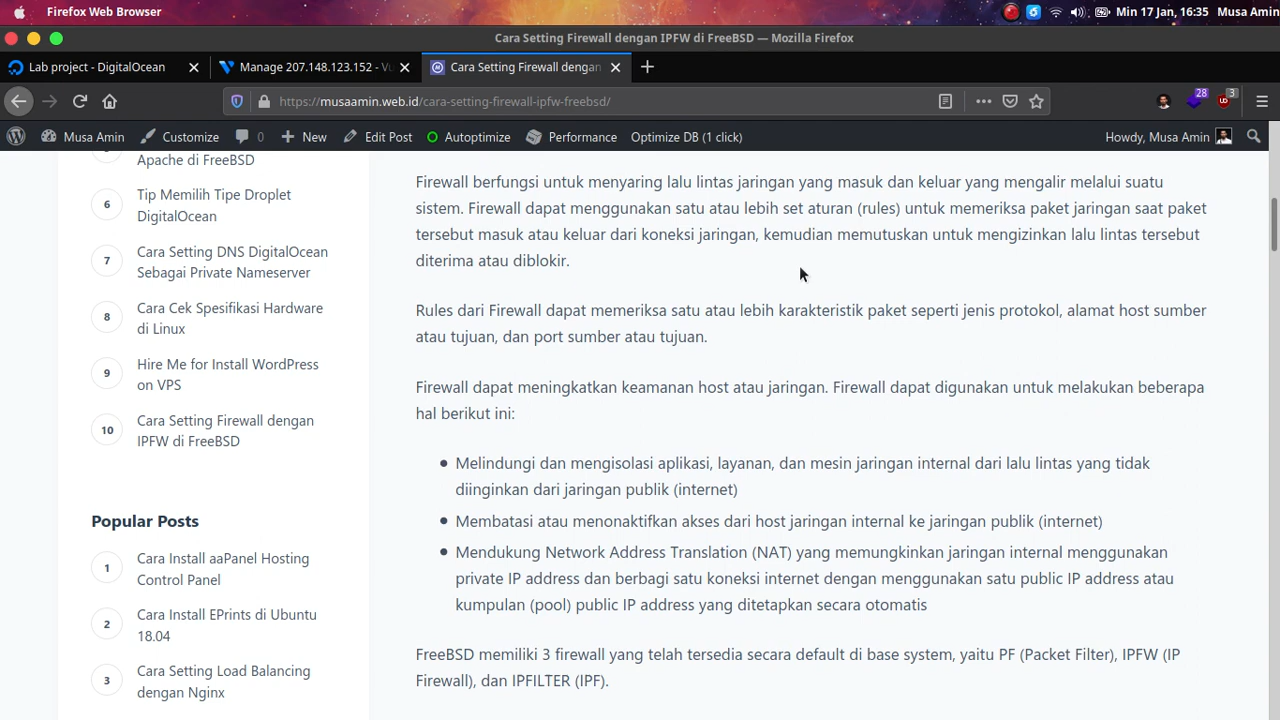 Firefox Web Browser
Min 17 Jan, 16:35 Musa Amin
Cara Setting Firewall dengan IPFW di FreeBSD — Mozilla Firefox
Lab project - DigitalOcean
Manage 207.148.123.152 - Vu
Cara Setting Firewall dengan
https://musaamin.web.id/cara-setting-firewall-ipfw-freebsd/
28
3
Musa Amin
Customize
0
New
Edit Post
Autoptimize
Performance
Optimize DB (1 click)
Howdy, Musa Amin
Apache di FreeBSD
6
Tip Memilih Tipe Droplet
DigitalOcean
7
Cara Setting DNS DigitalOcean
Sebagai Private Nameserver
8
Cara Cek Spesifikasi Hardware
di Linux
9
Hire Me for Install WordPress
on VPS
10
Cara Setting Firewall dengan
IPFW di FreeBSD
Popular Posts
1
Cara Install aaPanel Hosting
Control Panel
2
Cara Install EPrints di Ubuntu
18.04
3
Cara Setting Load Balancing
dengan Nginx
Firewall berfungsi untuk menyaring lalu lintas jaringan yang masuk dan keluar yang mengalir melalui suatu
sistem. Firewall dapat menggunakan satu atau lebih set aturan (rules) untuk memeriksa paket jaringan saat paket
tersebut masuk atau keluar dari koneksi jaringan, kemudian memutuskan untuk mengizinkan lalu lintas tersebut
diterima atau diblokir.
Rules dari Firewall dapat memeriksa satu atau lebih karakteristik paket seperti jenis protokol, alamat host sumber
atau tujuan, dan port sumber atau tujuan.
Firewall dapat meningkatkan keamanan host atau jaringan. Firewall dapat digunakan untuk melakukan beberapa
hal berikut ini:
Melindungi dan mengisolasi aplikasi, layanan, dan mesin jaringan internal dari lalu lintas yang tidak
diinginkan dari jaringan publik (internet)
Membatasi atau menonaktifkan akses dari host jaringan internal ke jaringan publik (internet)
Mendukung Network Address Translation (NAT) yang memungkinkan jaringan internal menggunakan
private IP address dan berbagi satu koneksi internet dengan menggunakan satu public IP address atau
kumpulan (pool) public IP address yang ditetapkan secara otomatis
FreeBSD memiliki 3 firewall yang telah tersedia secara default di base system, yaitu PF (Packet Filter), IPFW (IP
Firewall), dan IPFILTER (IPF).